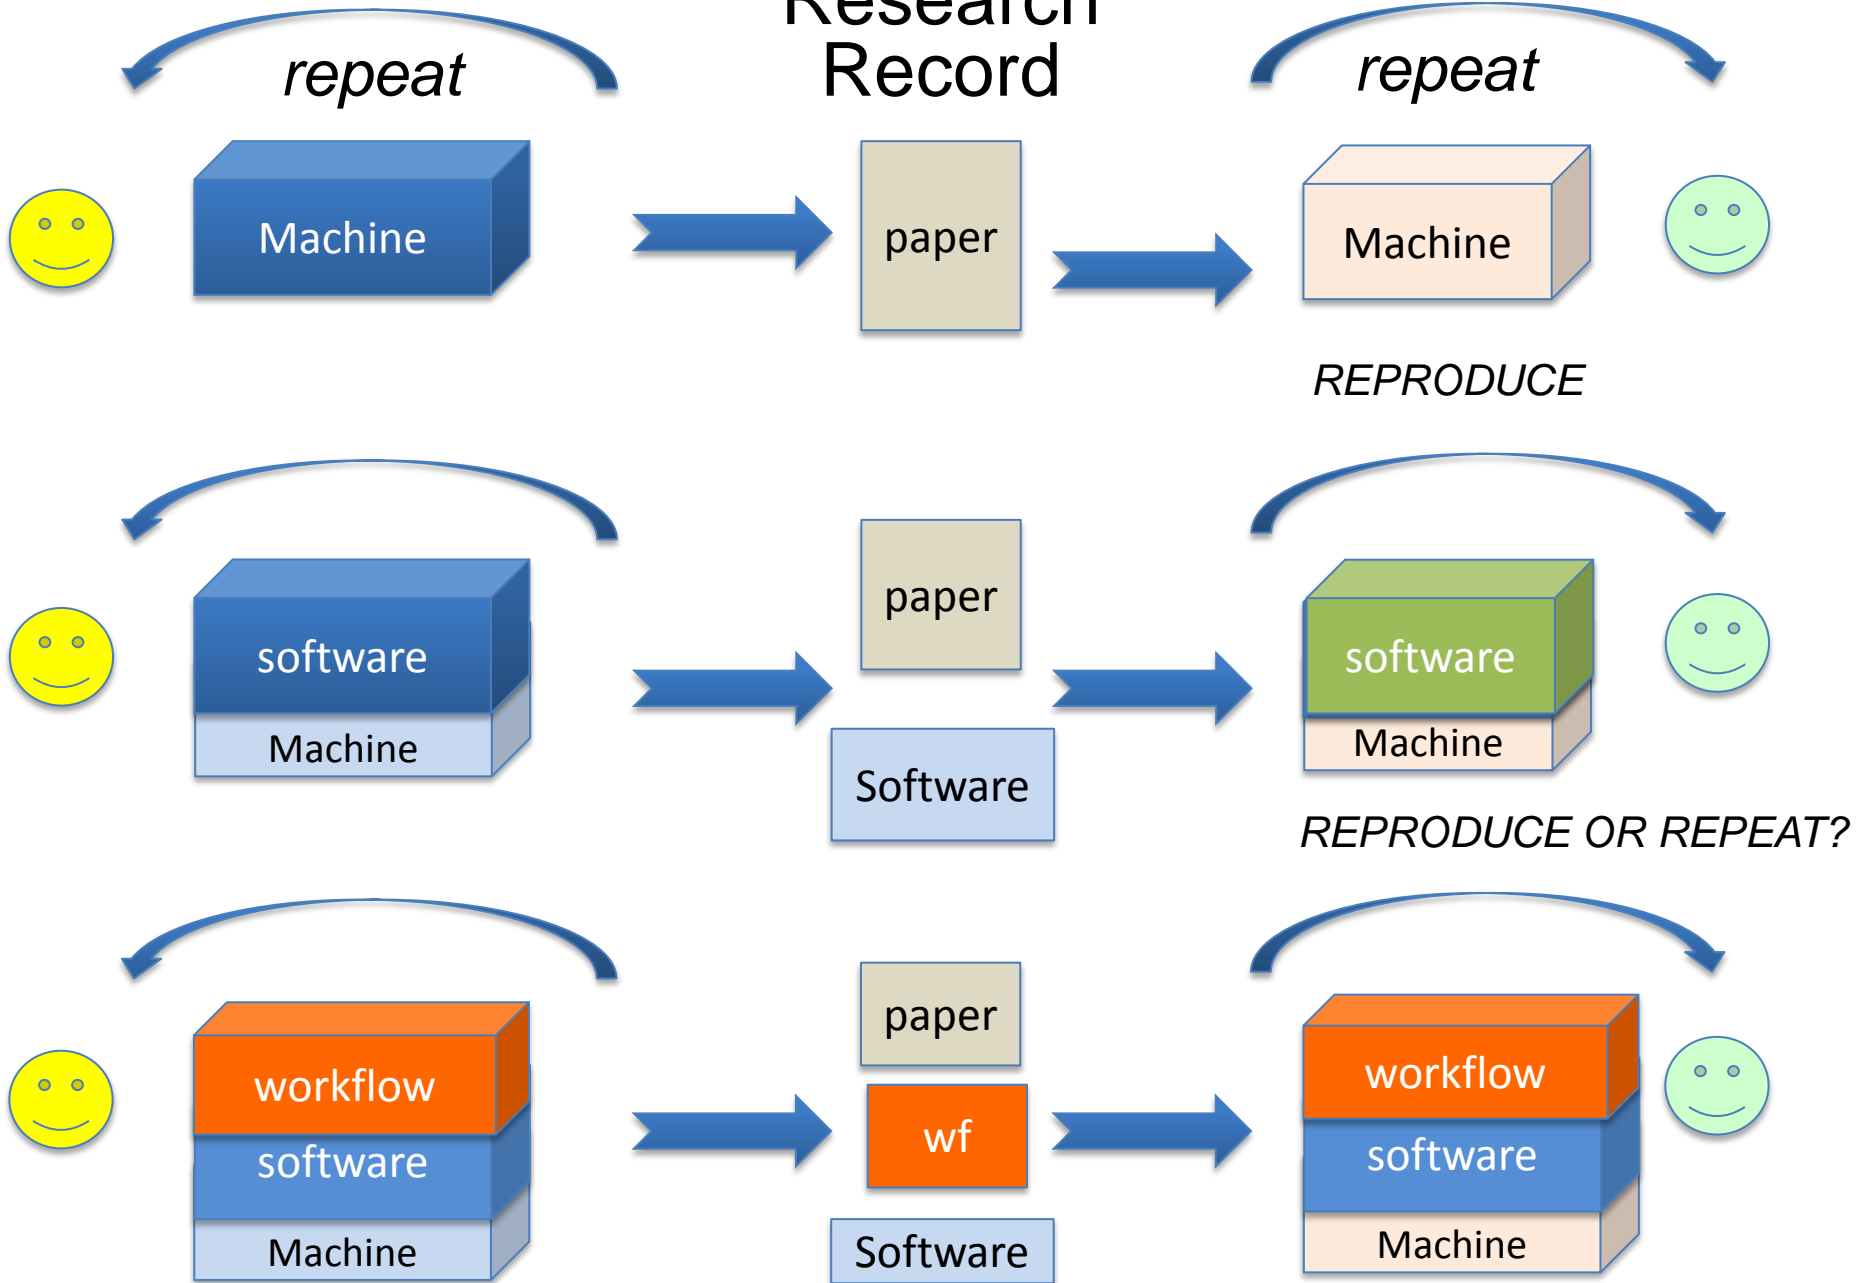 Research
Record
repeat
repeat
Machine
paper
Machine
REPRODUCE
paper
software
Machine
Software
software
Machine
REPRODUCE OR REPEAT?
paper
workflow
software
Machine
wf
Software
workflow
software
Machine